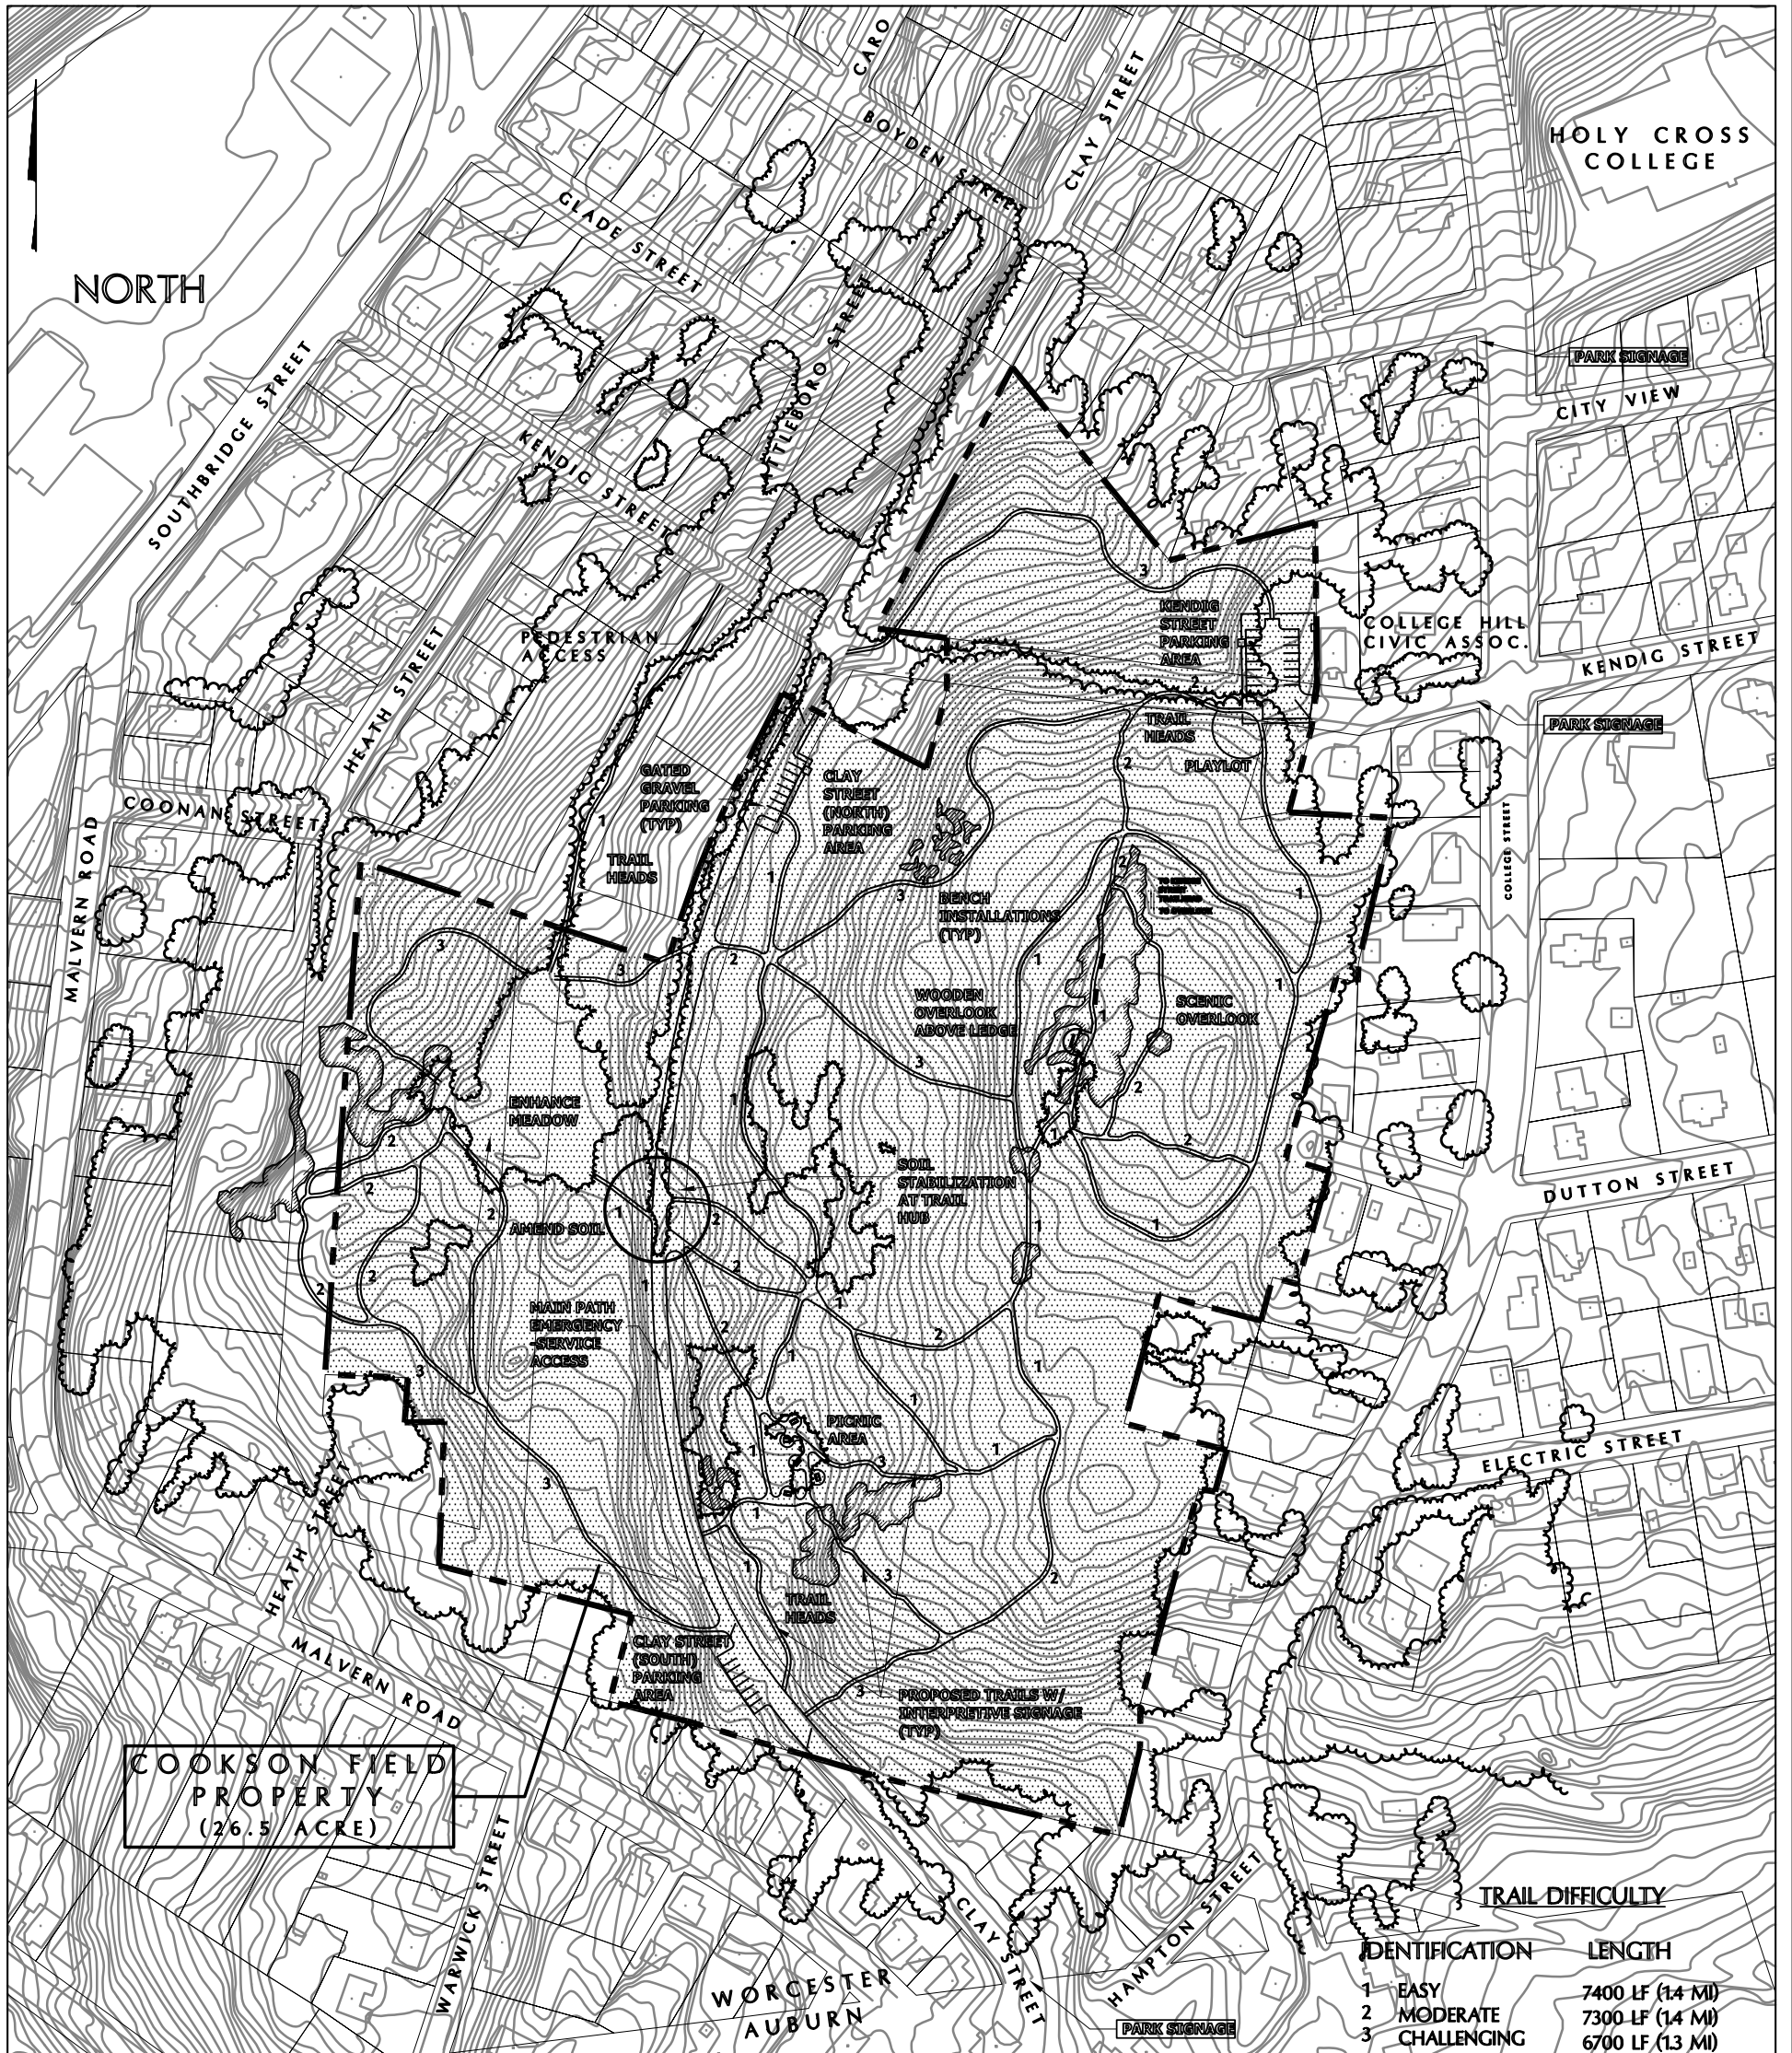 CARO
CLAY STREET
BOYDEN STREET
HOLY CROSS
COLLEGE
GLADE STREET
NORTH
PARK SIGNAGE
CITY VIEW
SOUTHBRIDGE STREET
KENDIG STREET
PEDESTRIAN
ACCESS
KENDIG
STREET
PARKING
AREA
COLLEGE HILL
CIVIC ASSOC.
KENDIG STREET
HEATH STREET
TRAIL
HEADS
PARK SIGNAGE
PLAYLOT
GATED
GRAVEL
PARKING
(TYP)
CLAY
STREET
(NORTH)
PARKING
AREA
COONAN STREET
MALVERN ROAD
COLLEGE STREET
TRAIL
HEADS
BENCH
INSTALLATIONS
(TYP)
WOODEN
OVERLOOK
ABOVE LEDGE
SCENIC
OVERLOOK
ENHANCE
MEADOW
SOIL
STABILIZATION
AT TRAIL
HUB
DUTTON STREET
AMEND SOIL
MAIN PATH
EMERGENCY
-SERVICE
ACCESS
PICNIC
AREA
ELECTRIC STREET
HEATH STREET
TRAIL
HEADS
MALVERN ROAD
CLAY STREET
(SOUTH)
PARKING
AREA
PROPOSED TRAILS W/
INTERPRETIVE SIGNAGE
(TYP)
COOKSON FIELD
PROPERTY
(26.5 ACRE)
WARWICK STREET
CLAY STREET
HAMPTON STREET
WORCESTER
AUBURN
PARK SIGNAGE
TRAIL DIFFICULTY
IDENTIFICATION LENGTH
1 EASY 7400 LF (1.4 MI)
2 MODERATE 7300 LF (1.4 MI)
3 CHALLENGING 6700 LF (1.3 MI)